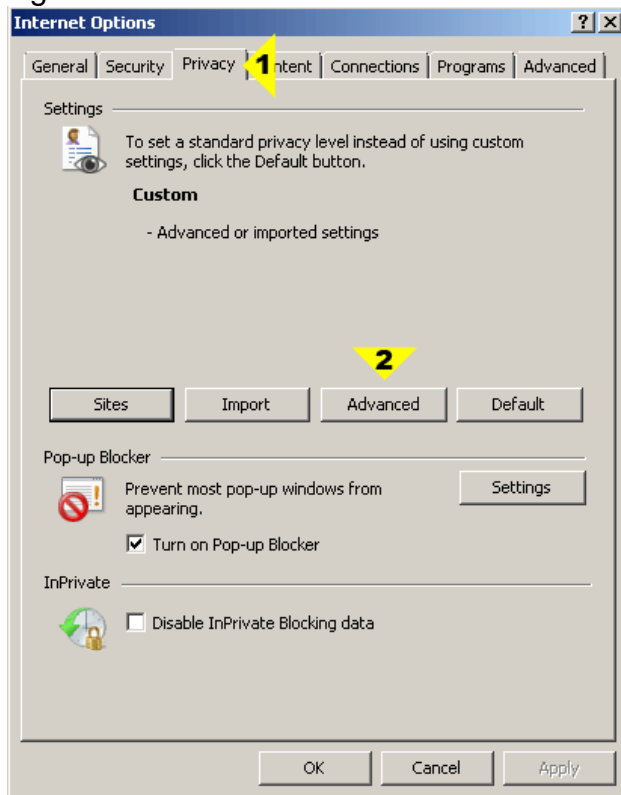 Internet Options
General Security Privacy 1 ntent Connections Programs Advanced
Settings
To set a standard privacy level instead of using custom
settings, click the Default button.
Custom
- Advanced or imported settings
2
Sites Import Advanced Default
Pop-up Blocker
Prevent most pop-up windows from Settings
appearing.
Turn on Pop-up Blocker
InPrivate
Disable InPrivate Blocking data
OK Cancel Apply